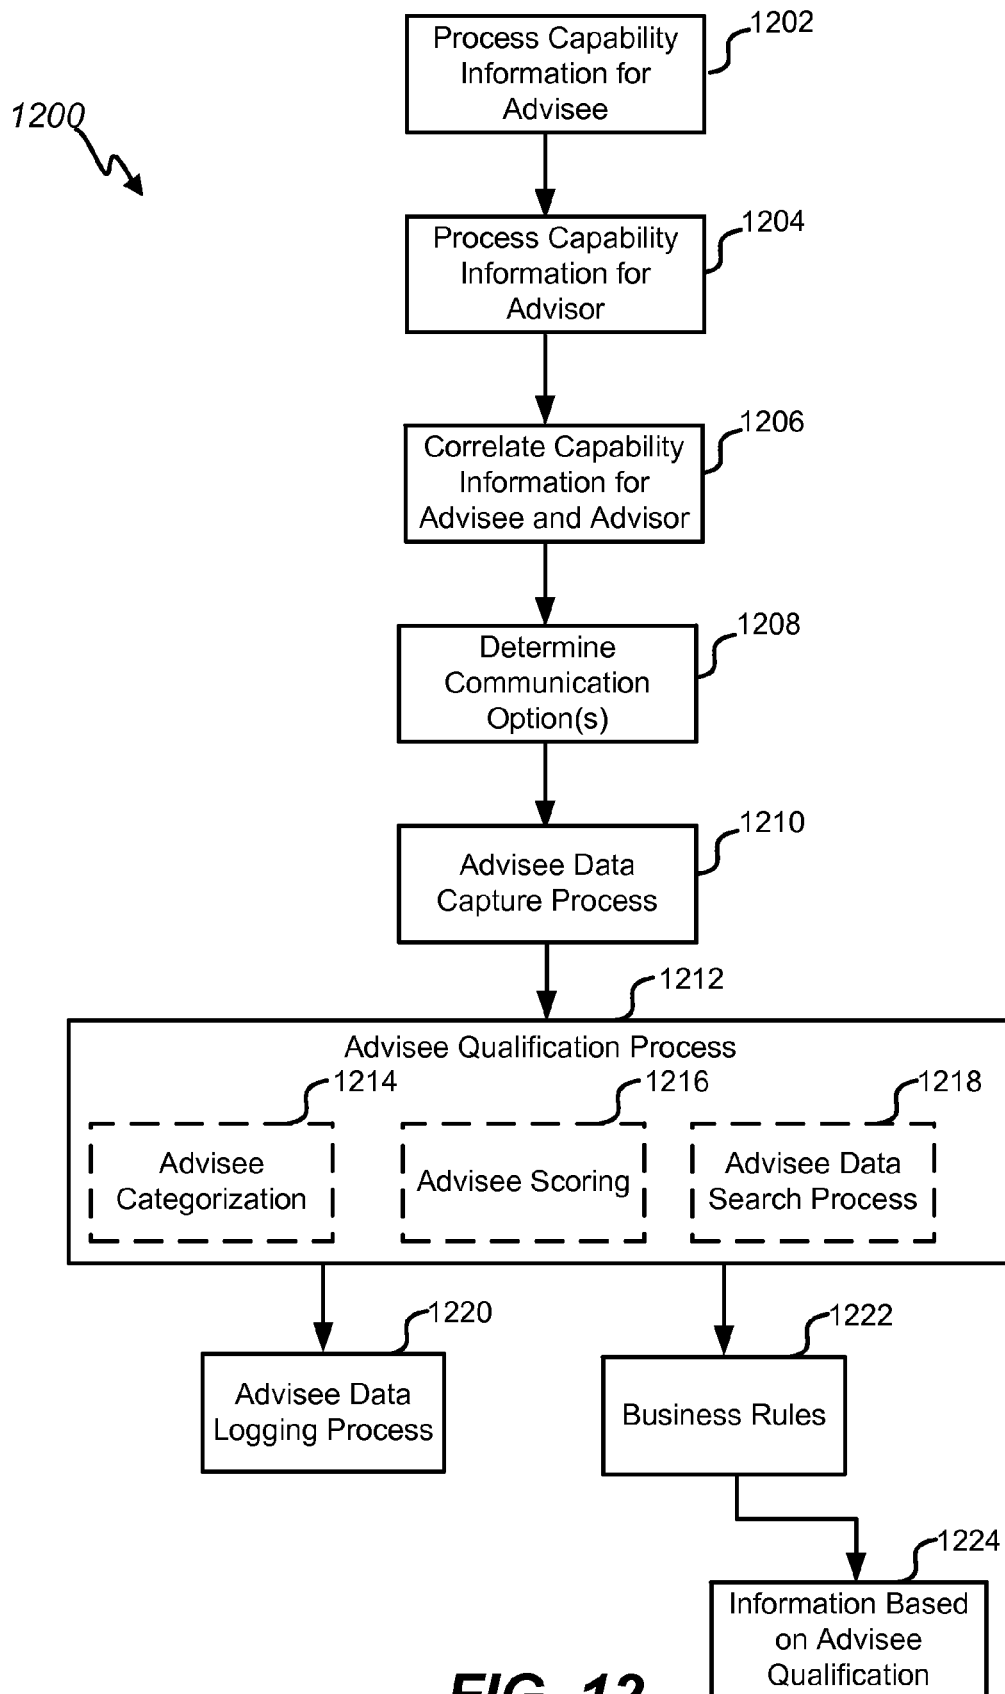 1200
1202
Process Capability
Information for
Advisee
1204
Process Capability
Information for
Advisor
1206
Correlate Capability
Information for
Advisee and Advisor
1208
Determine
Communication
Option(s)
1210
Advisee Data
Capture Process
1212
Advisee Qualification Process
1214
Advisee
Categorization
1216
Advisee Scoring
1218
Advisee Data
Search Process
1220
Advisee Data
Logging Process
1222
Business Rules
1224
Information Based
on Advisee
Qualification
FIG. 12